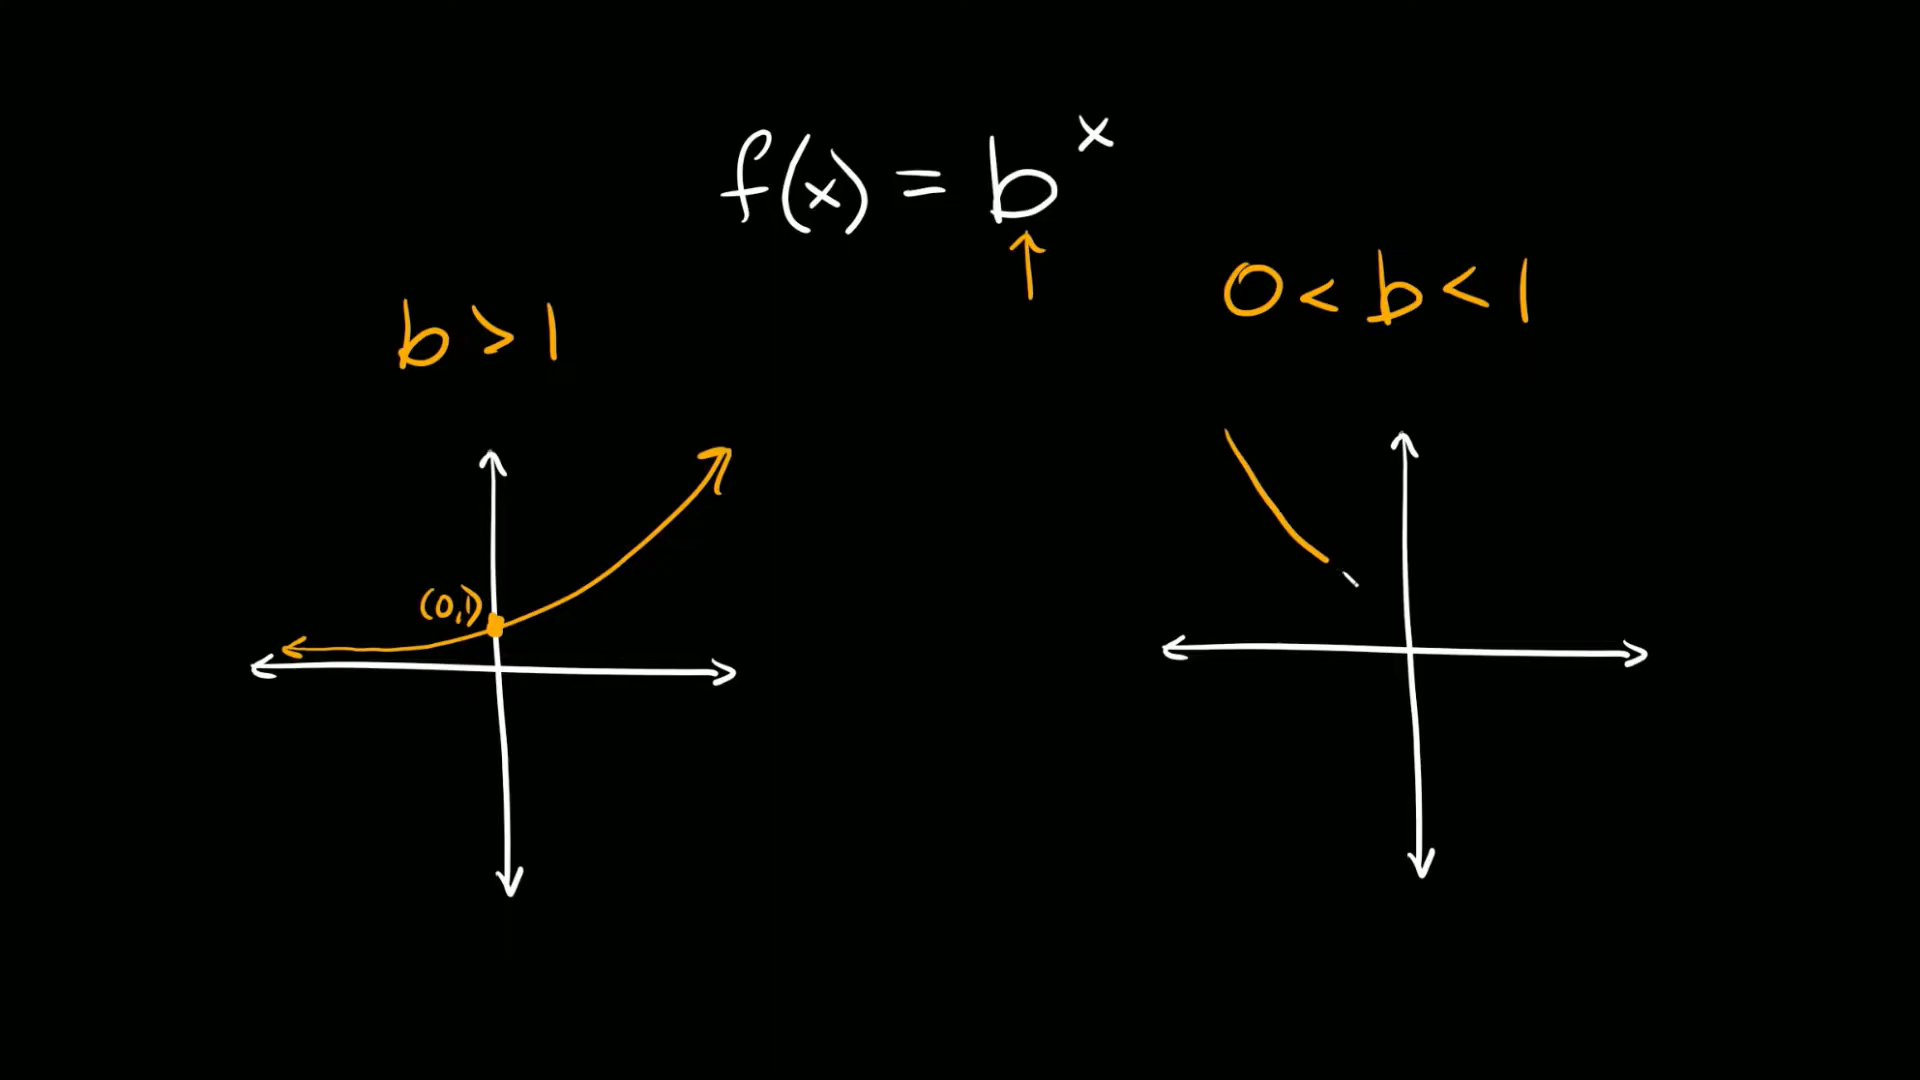 f(x) = b^x
b > 1
0 < b < 1
(0,1)